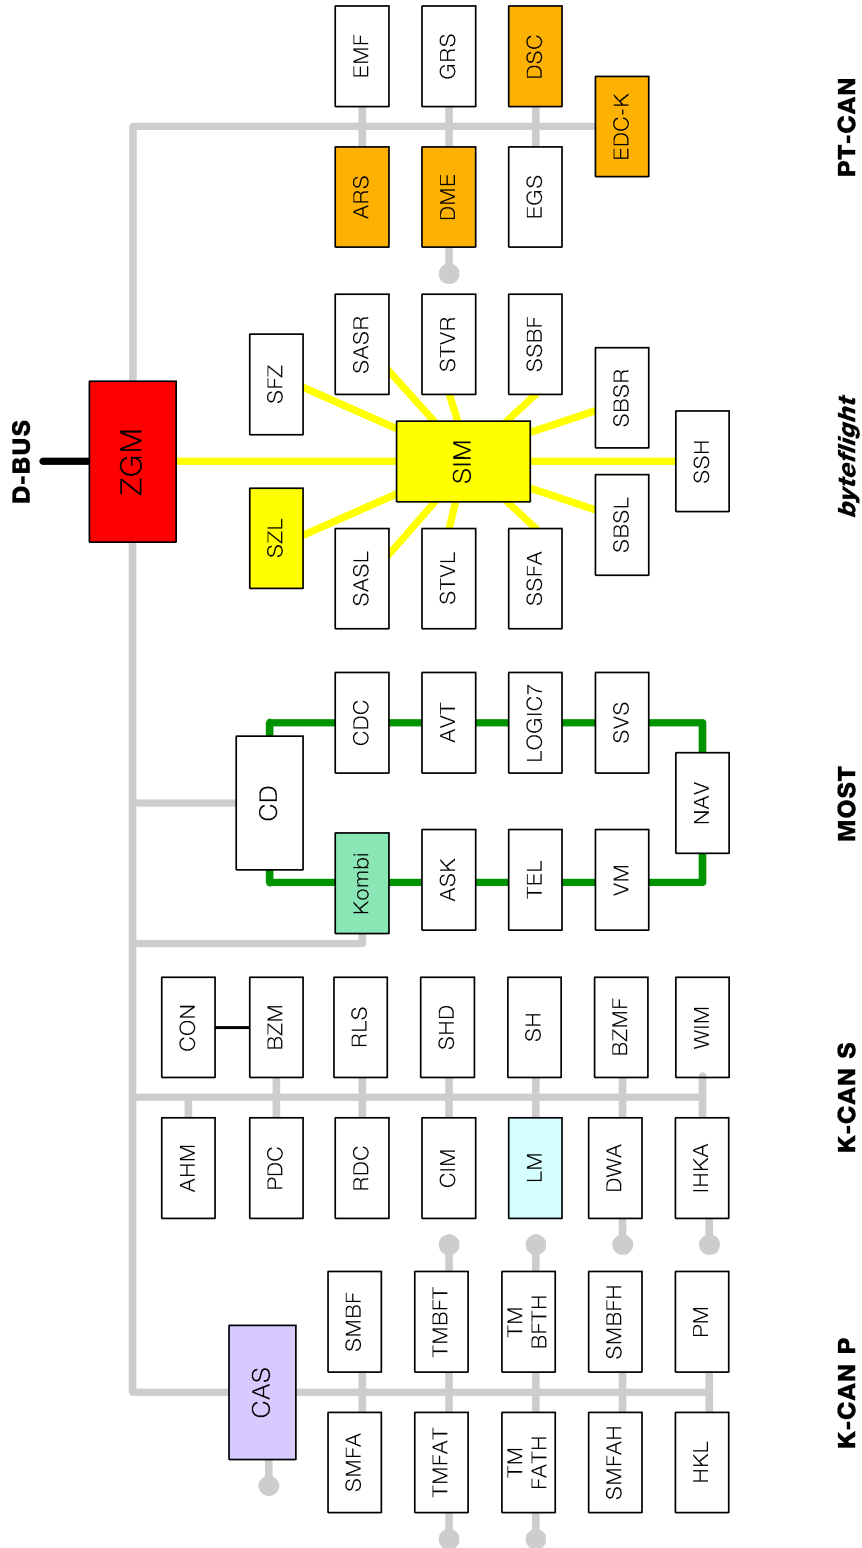 D-BUS
ZGM
CAS
SMFA
SMBF
TMFAT
TMBFT
TM
FATH
TM
BFTH
SMFAH
SMBFH
HKL
PM
K-CAN P
AHM
CON
PDC
BZM
RDC
RLS
CIM
SHD
LM
SH
DWA
BZMF
IHKA
WIM
K-CAN S
CD
Kombi
CDC
ASK
AVT
TEL
LOGIC7
VM
SVS
NAV
MOST
SZL
SFZ
SASL
SASR
SIM
STVL
STVR
SSFA
SSBF
SBSL
SBSR
SSH
byteflight
ARS
EMF
DME
GRS
EGS
DSC
EDC-K
PT-CAN